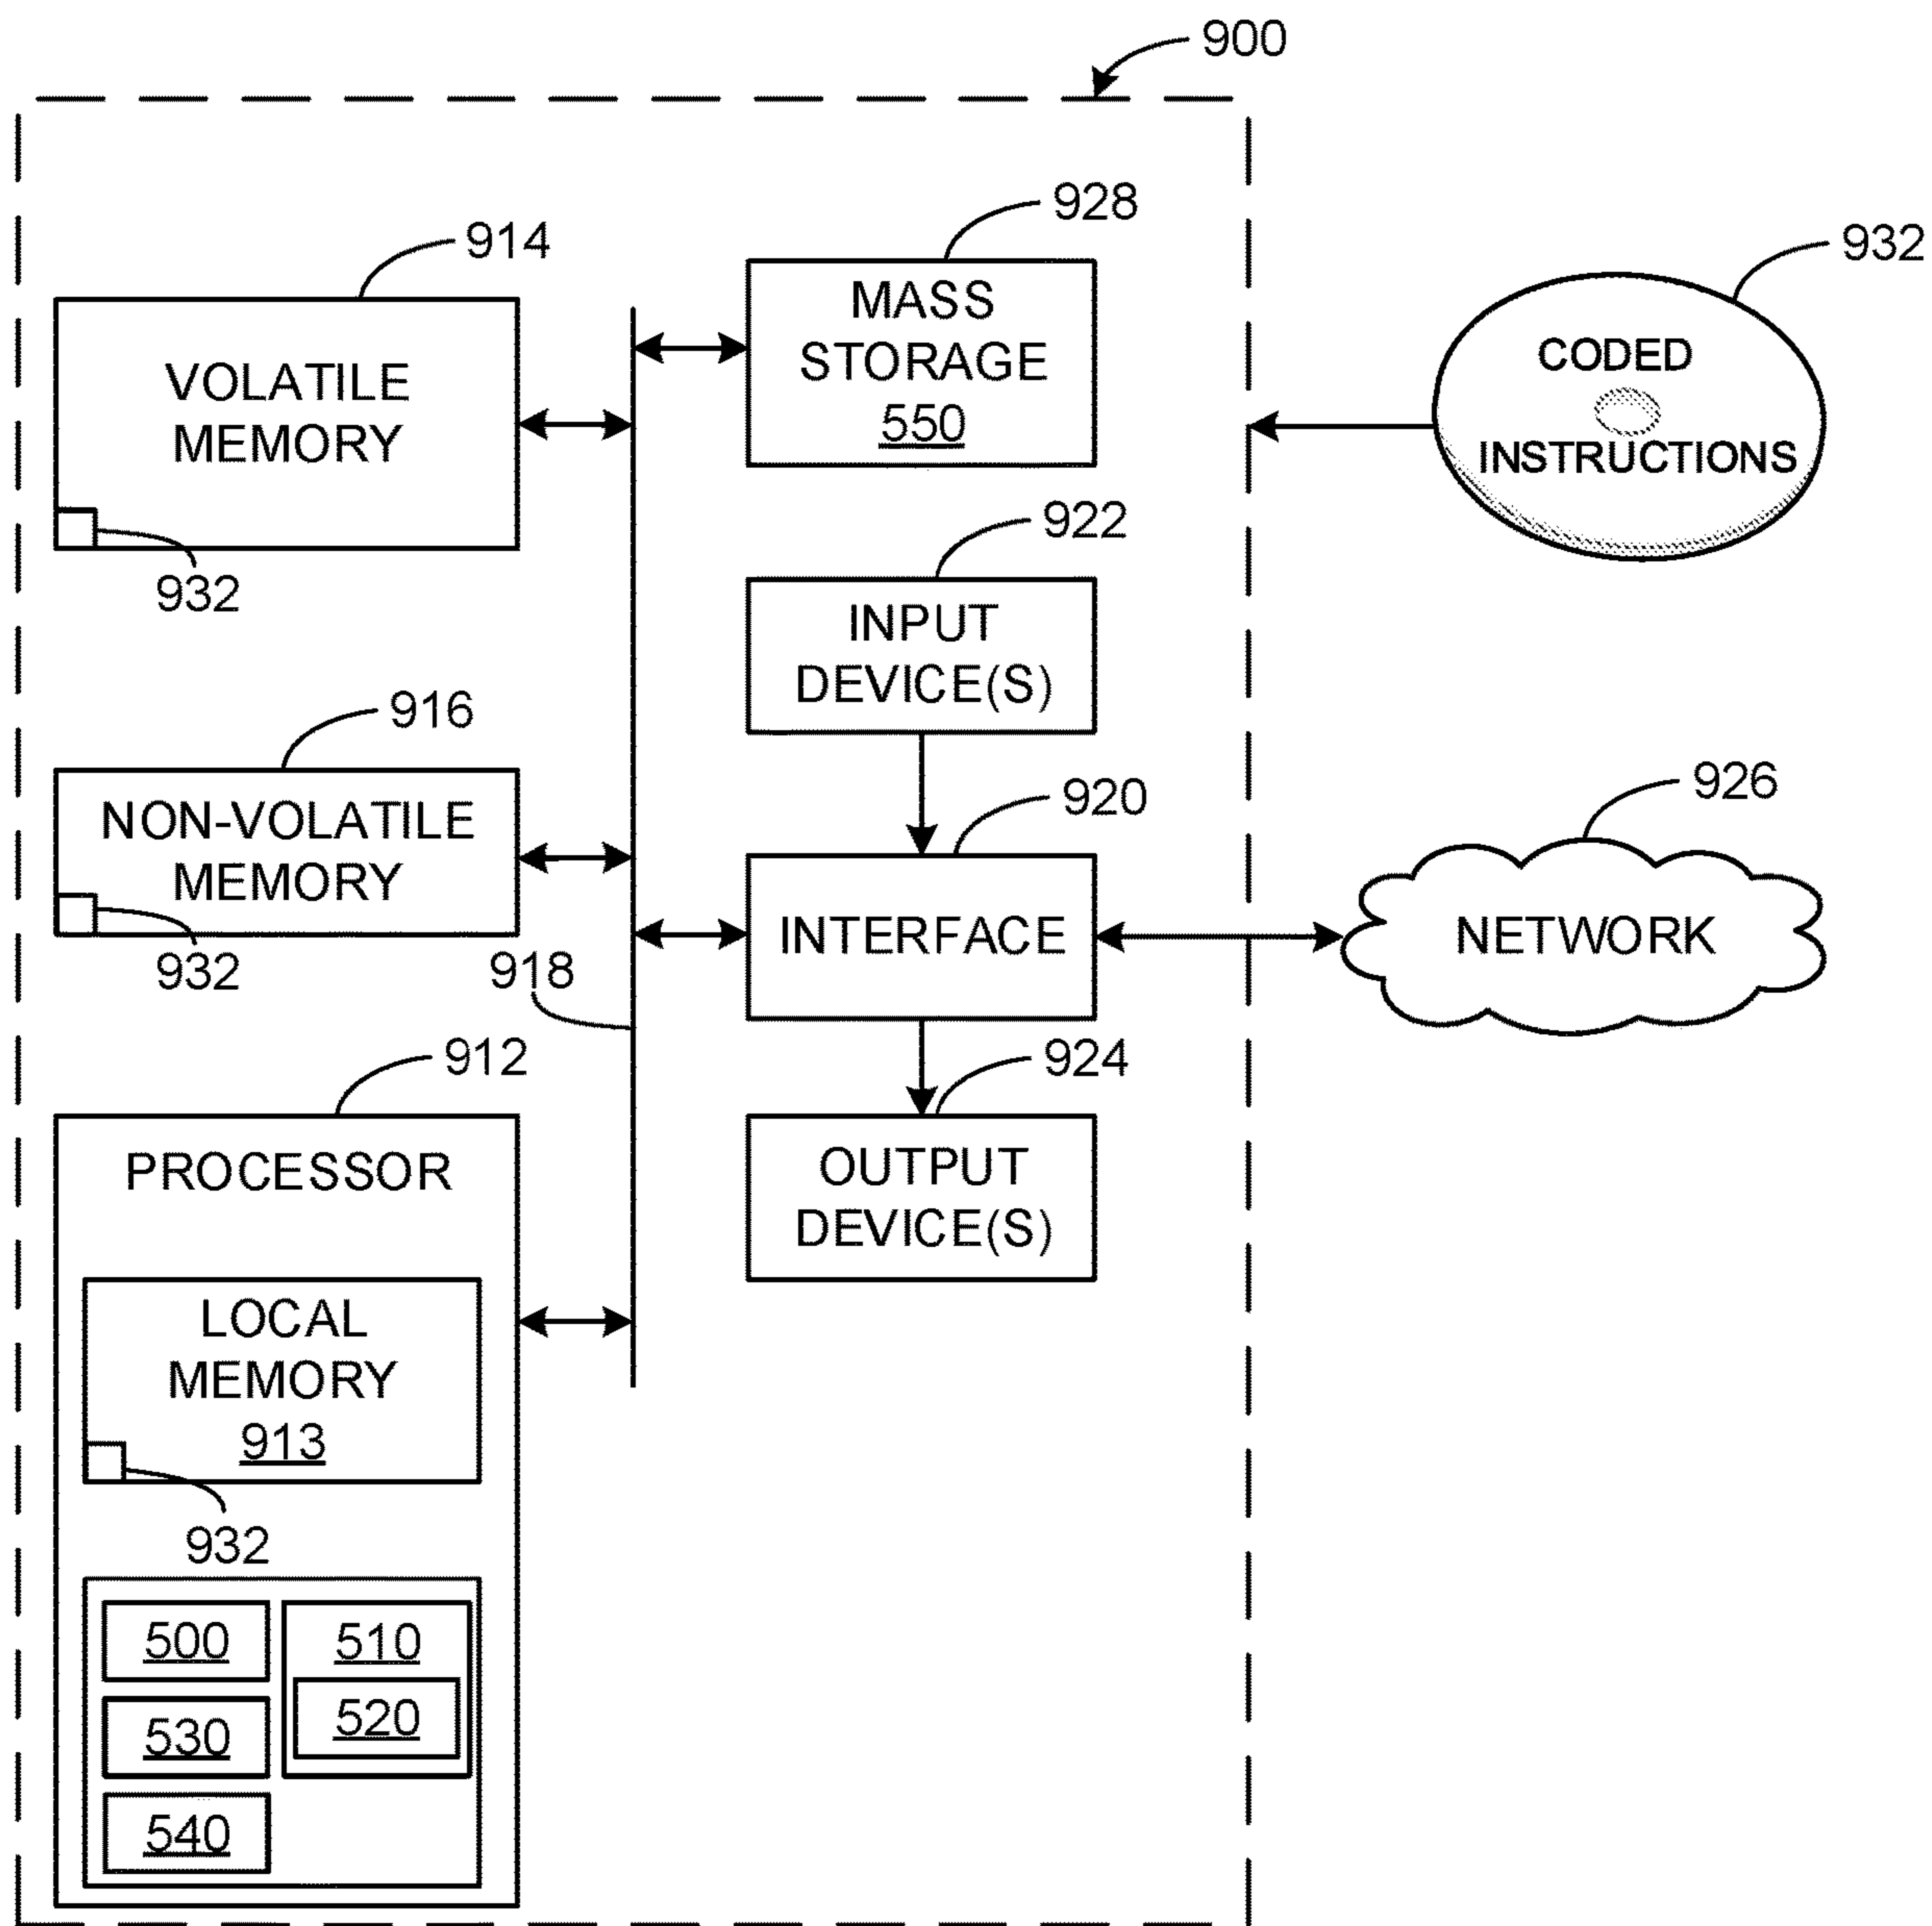 900
914
VOLATILE
MEMORY
932
928
MASS
STORAGE
550
932
CODED
INSTRUCTIONS
922
INPUT
DEVICE(S)
916
NON-VOLATILE
MEMORY
932
918
920
INTERFACE
926
NETWORK
912
PROCESSOR
LOCAL
MEMORY
913
932
924
OUTPUT
DEVICE(S)
500
510
520
530
540